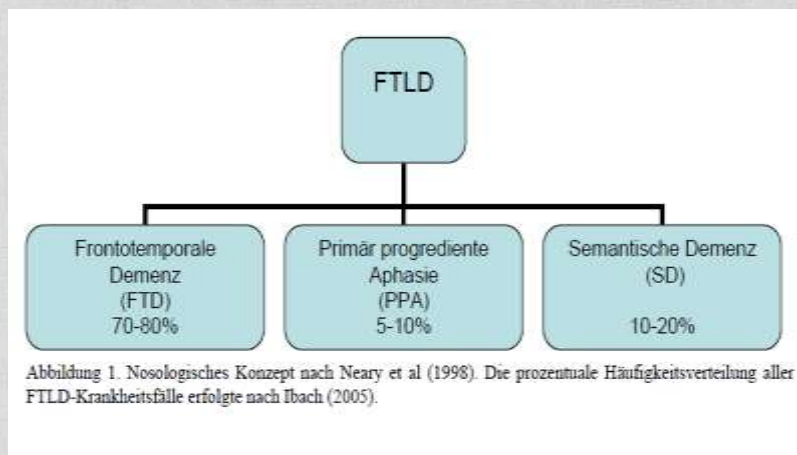 FTLD
Frontotemporale
Demenz
(FTD)
70-80%
Primär progrediente
Aphasie
(PPA)
5-10%
Semantische Demenz
(SD)
10-20%
Abbildung 1. Nosologisches Konzept nach Neary et al (1998). Die prozentuale Häufigkeitsverteilung aller
FTLD-Krankheitsfälle erfolgte nach Ibach (2005).